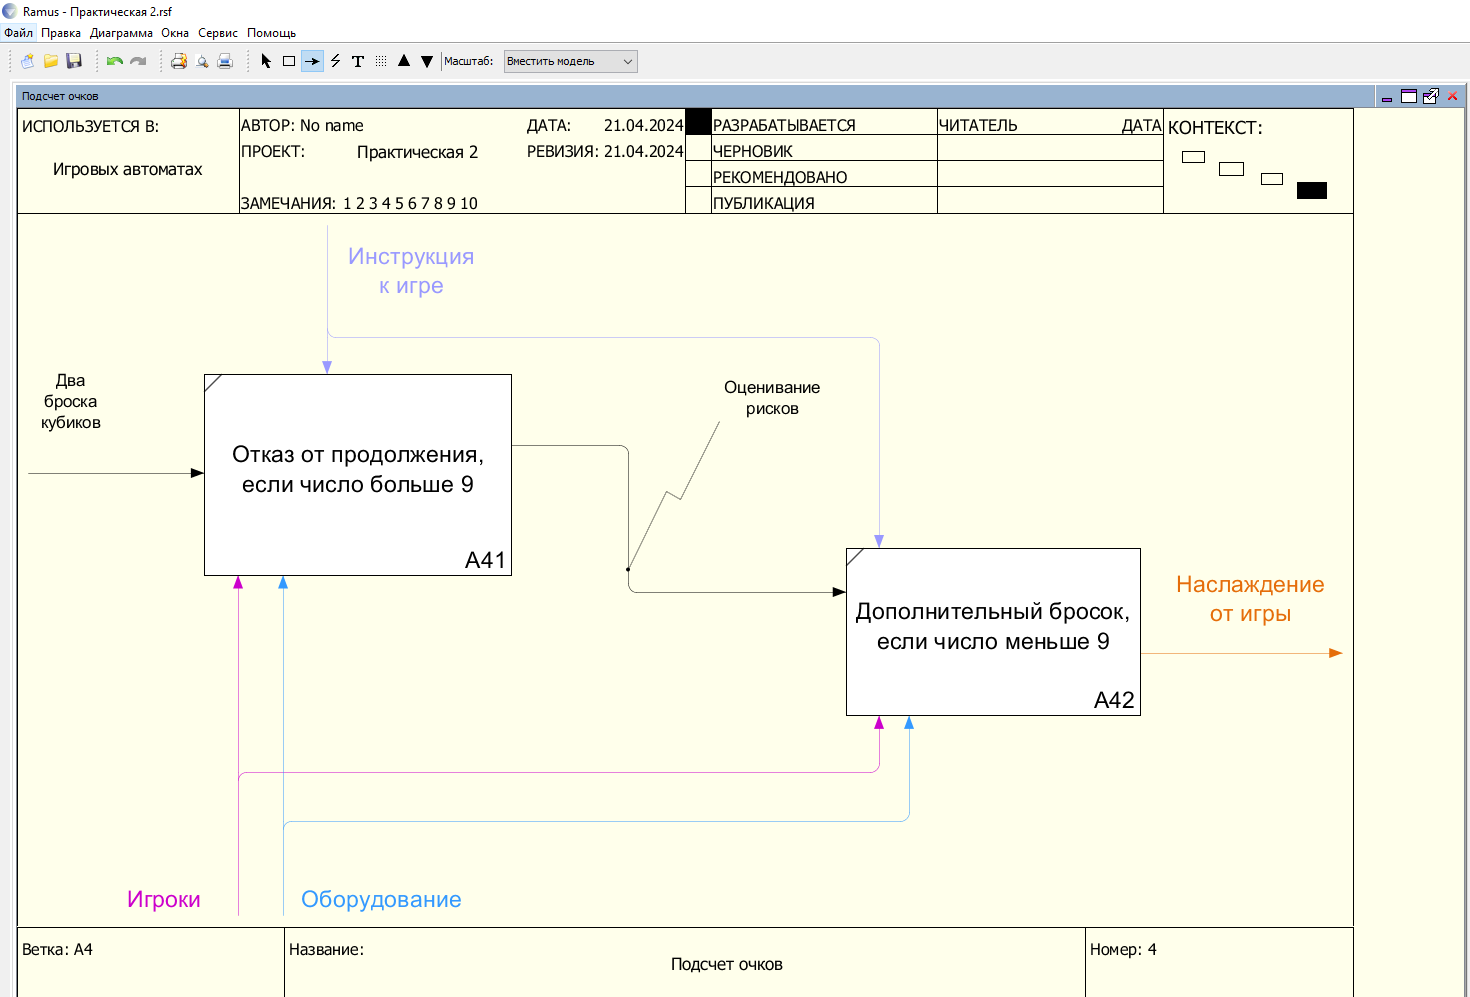 Ramus - Практическая 2.rsf
Файл Правка Диаграмма Окна Сервис Помощь
Масштаб: Вместить модель
Подсчет очков
ИСПОЛЬЗУЕТСЯ В:
Игровых автоматах
АВТОР: No name
ДАТА: 21.04.2024
ПРОЕКТ: Практическая 2
РЕВИЗИЯ: 21.04.2024
ЗАМЕЧАНИЯ: 1 2 3 4 5 6 7 8 9 10
РАЗРАБАТЫВАЕТСЯ
ЧЕРНОВИК
РЕКОМЕНДОВАНО
ПУБЛИКАЦИЯ
ЧИТАТЕЛЬ ДАТА
КОНТЕКСТ:
Инструкция
к игре
Два
броска
кубиков
Оценивание
рисков
Отказ от продолжения,
если число больше 9
A41
Дополнительный бросок,
если число меньше 9
A42
Наслаждение
от игры
Игроки
Оборудование
Ветка: A4
Название:
Подсчет очков
Номер: 4